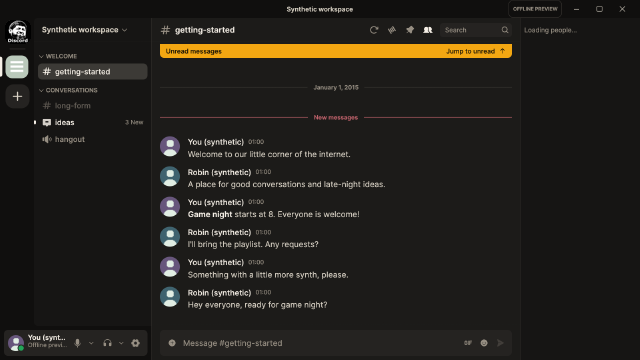 Synthetic workspace
OFFLINE PREVIEW
Discord
Synthetic workspace
WELCOME
# getting-started
CONVERSATIONS
# long-form
ideas
3 New
hangout
# getting-started
Search
Unread messages
Jump to unread
January 1, 2015
New messages
You (synthetic) 01:00
Welcome to our little corner of the internet.
Robin (synthetic) 01:00
A place for good conversations and late-night ideas.
You (synthetic) 01:00
Game night starts at 8. Everyone is welcome!
Robin (synthetic) 01:00
I'll bring the playlist. Any requests?
You (synthetic) 01:00
Something with a little more synth, please.
Robin (synthetic) 01:00
Hey everyone, ready for game night?
Message #getting-started
GIF
Loading people...
You (synt...
Offline previ...